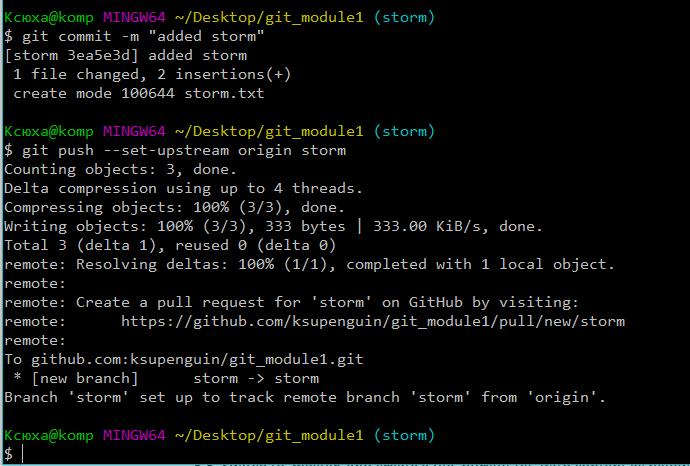 Ксюха@komp MINGW64 ~/Desktop/git_module1 (storm)
$ git commit -m "added storm"
[storm 3ea5e3d] added storm
 1 file changed, 2 insertions(+)
 create mode 100644 storm.txt

Ксюха@komp MINGW64 ~/Desktop/git_module1 (storm)
$ git push --set-upstream origin storm
Counting objects: 3, done.
Delta compression using up to 4 threads.
Compressing objects: 100% (3/3), done.
Writing objects: 100% (3/3), 333 bytes | 333.00 KiB/s, done.
Total 3 (delta 1), reused 0 (delta 0)
remote: Resolving deltas: 100% (1/1), completed with 1 local object.
remote:
remote: Create a pull request for 'storm' on GitHub by visiting:
remote:      https://github.com/ksupenguin/git_module1/pull/new/storm
remote:
To github.com:ksupenguin/git_module1.git
 * [new branch]      storm -> storm
Branch 'storm' set up to track remote branch 'storm' from 'origin'.

Ксюха@komp MINGW64 ~/Desktop/git_module1 (storm)
$